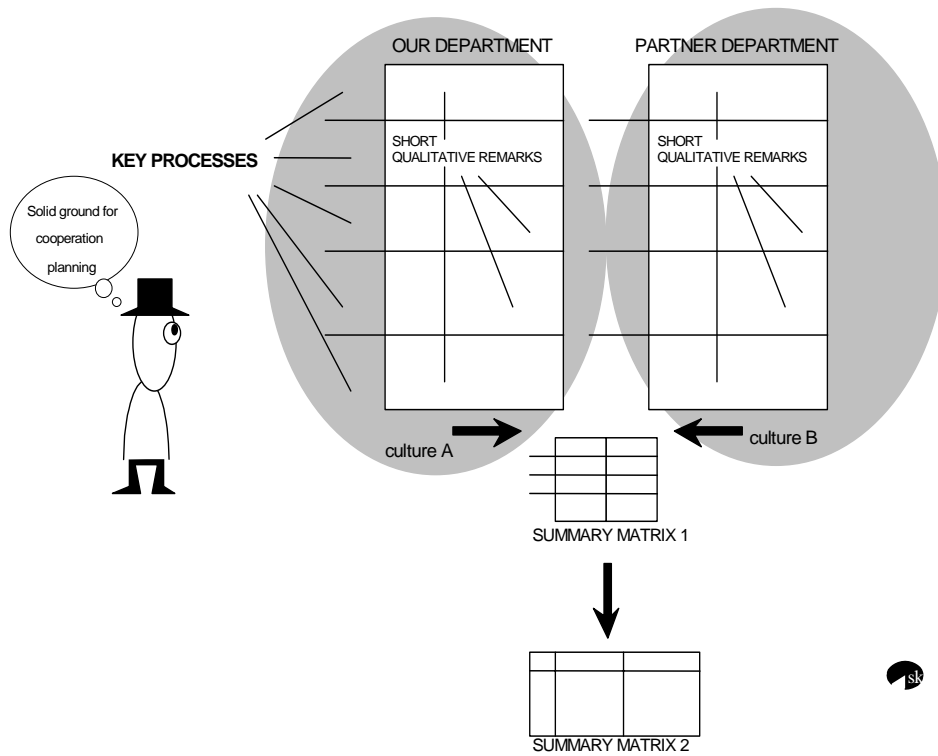 OUR DEPARTMENT
PARTNER DEPARTMENT
SHORT
QUALITATIVE REMARKS
SHORT
QUALITATIVE REMARKS
KEY PROCESSES
Solid ground for
cooperation
planning
culture A
culture B
SUMMARY MATRIX 1
SUMMARY MATRIX 2
sk